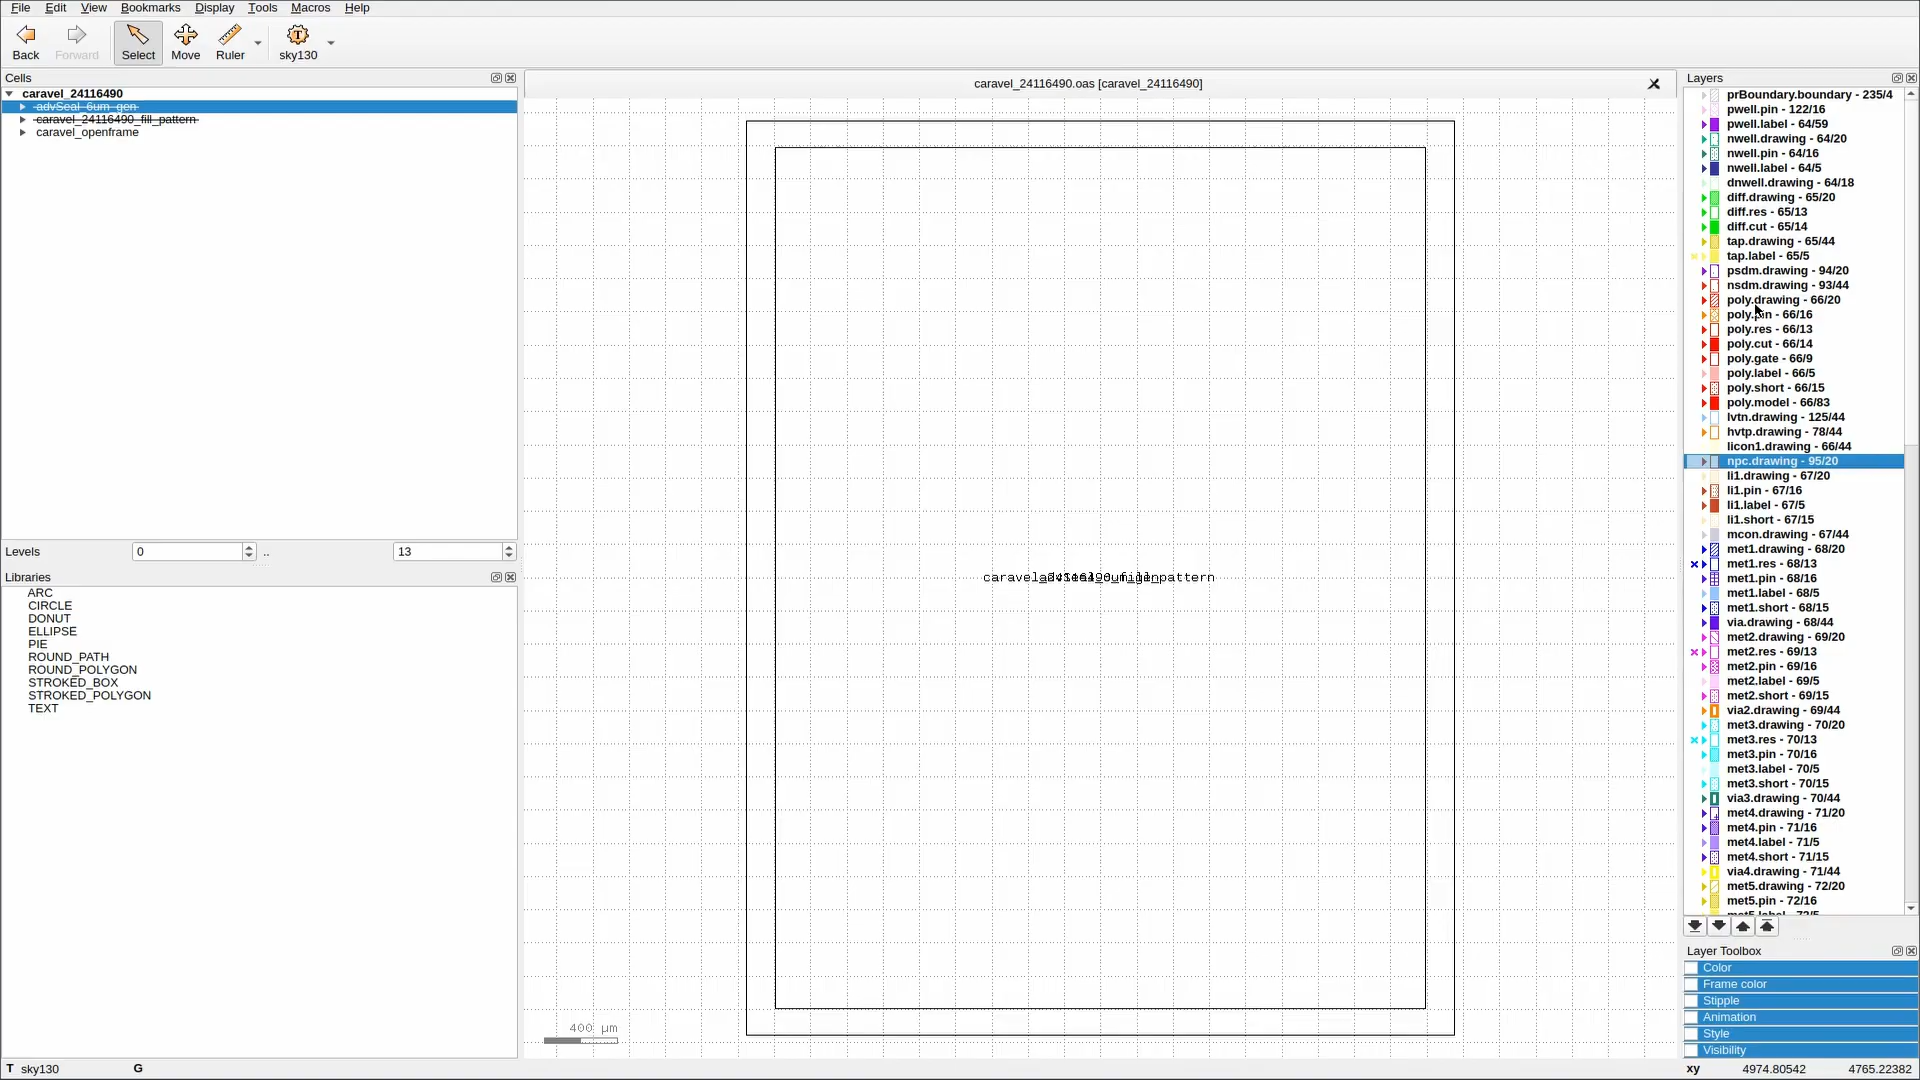 File Edit View Bookmarks Display Tools Macros Help
Back Forward Select Move Ruler sky130
Cells
caravel_24116490
advSeal_6um_gen
caravel_24116490_fill_pattern
caravel_openframe
Levels 0 .. 13
Libraries
ARC
CIRCLE
DONUT
ELLIPSE
PIE
ROUND_PATH
ROUND_POLYGON
STROKED_BOX
STROKED_POLYGON
TEXT
caravel_24116490.oas [caravel_24116490]
400 µm
Layers
prBoundary.boundary - 235/4
pwell.pin - 122/16
pwell.label - 64/59
nwell.drawing - 64/20
nwell.pin - 64/16
nwell.label - 64/5
dnwell.drawing - 64/18
diff.drawing - 65/20
diff.res - 65/13
diff.cut - 65/14
tap.drawing - 65/44
tap.label - 65/5
psdm.drawing - 94/20
nsdm.drawing - 93/44
poly.drawing - 66/20
poly.pin - 66/16
poly.res - 66/13
poly.cut - 66/14
poly.gate - 66/9
poly.label - 66/5
poly.short - 66/15
poly.model - 66/83
lvtn.drawing - 125/44
hvtp.drawing - 78/44
licon1.drawing - 66/44
npc.drawing - 95/20
li1.drawing - 67/20
li1.pin - 67/16
li1.label - 67/5
li1.short - 67/15
mcon.drawing - 67/44
met1.drawing - 68/20
met1.res - 68/13
met1.pin - 68/16
met1.label - 68/5
met1.short - 68/15
via.drawing - 68/44
met2.drawing - 69/20
met2.res - 69/13
met2.pin - 69/16
met2.label - 69/5
met2.short - 69/15
via2.drawing - 69/44
met3.drawing - 70/20
met3.res - 70/13
met3.pin - 70/16
met3.label - 70/5
met3.short - 70/15
via3.drawing - 70/44
met4.drawing - 71/20
met4.pin - 71/16
met4.label - 71/5
met4.short - 71/15
via4.drawing - 71/44
met5.drawing - 72/20
met5.pin - 72/16
met5.label - 72/5
Layer Toolbox
Color
Frame color
Stipple
Animation
Style
Visibility
T sky130 G
xy 4974.80542 4765.22382